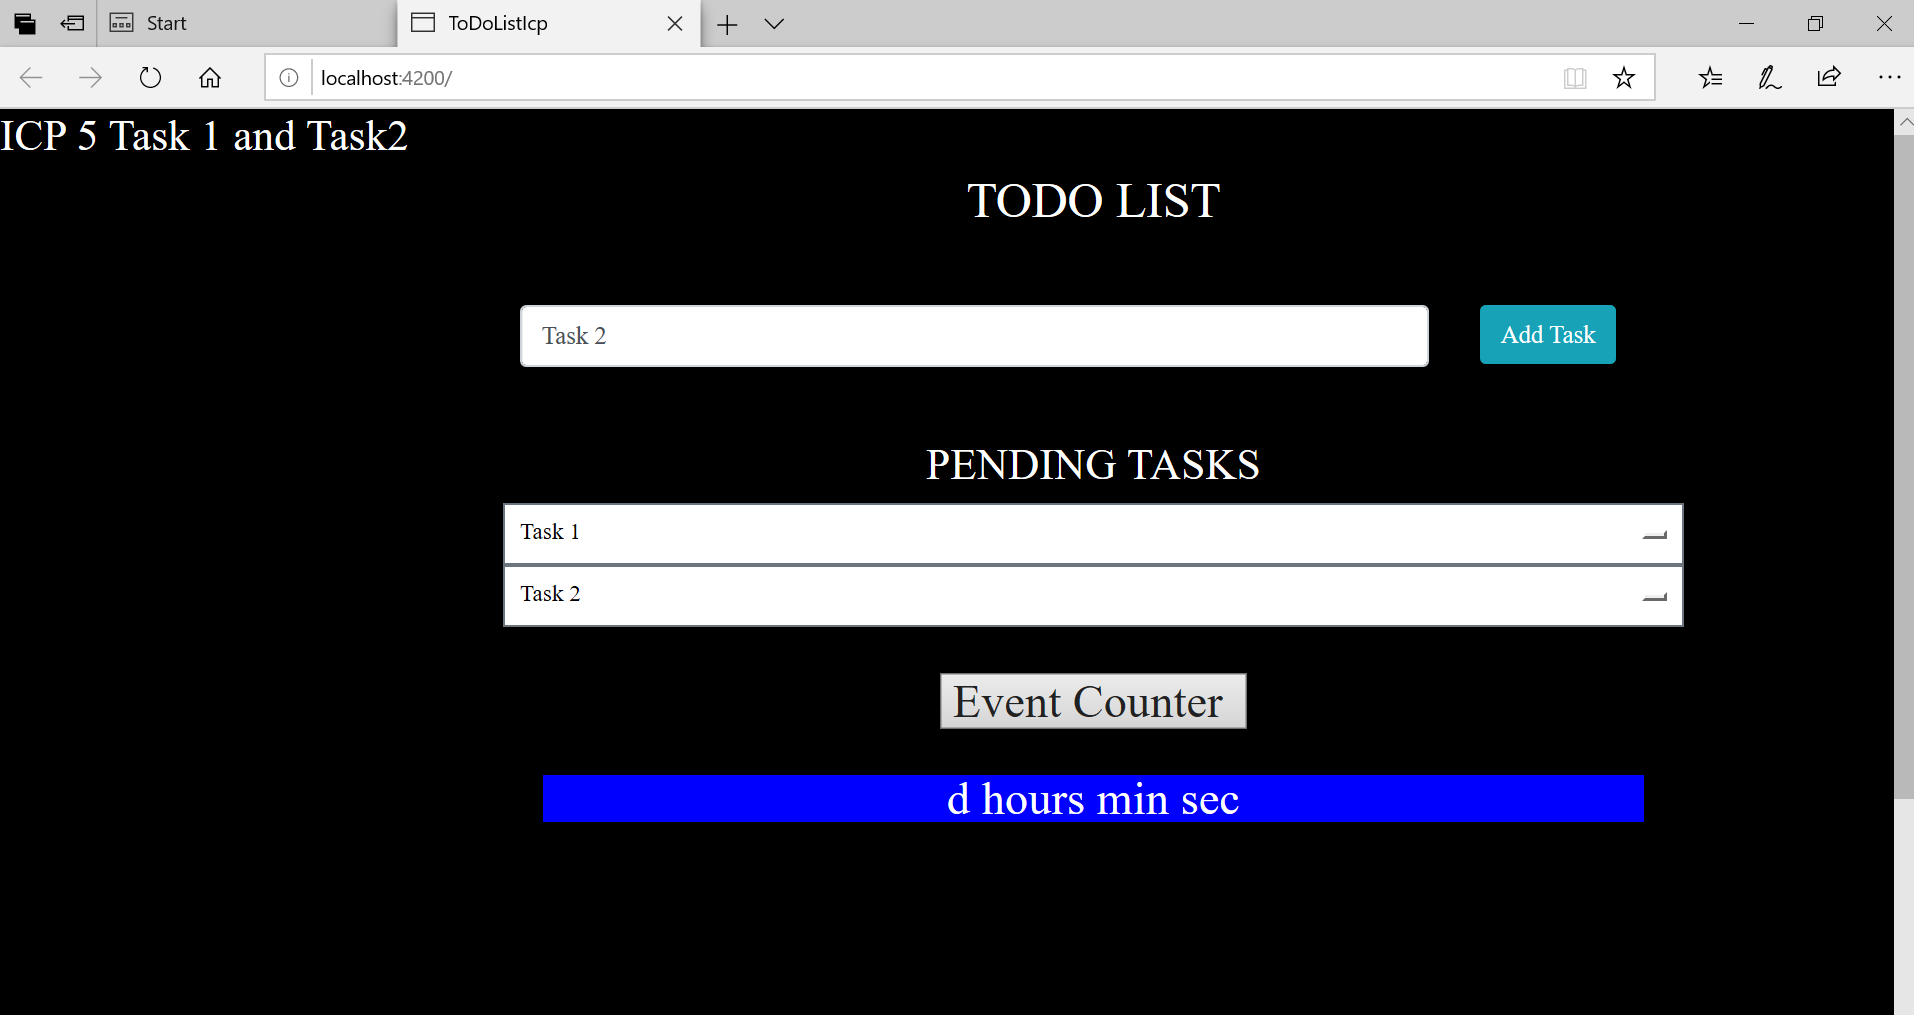 Start
ToDoListIcp
localhost:4200/
ICP 5 Task 1 and Task2
TODO LIST
Task 2
Add Task
PENDING TASKS
Task 1
Task 2
Event Counter
d hours min sec